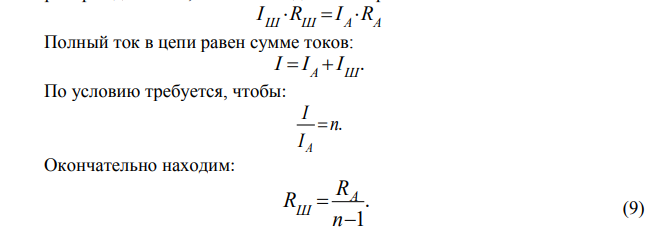 I_Ш·R_Ш=I_A·R_A
Полный ток в цепи равен сумме токов:
I=I_A+I_Ш.
По условию требуется, чтобы:
I/I_A=n.
Окончательно находим:
R_Ш=R_A/(n−1). (9)